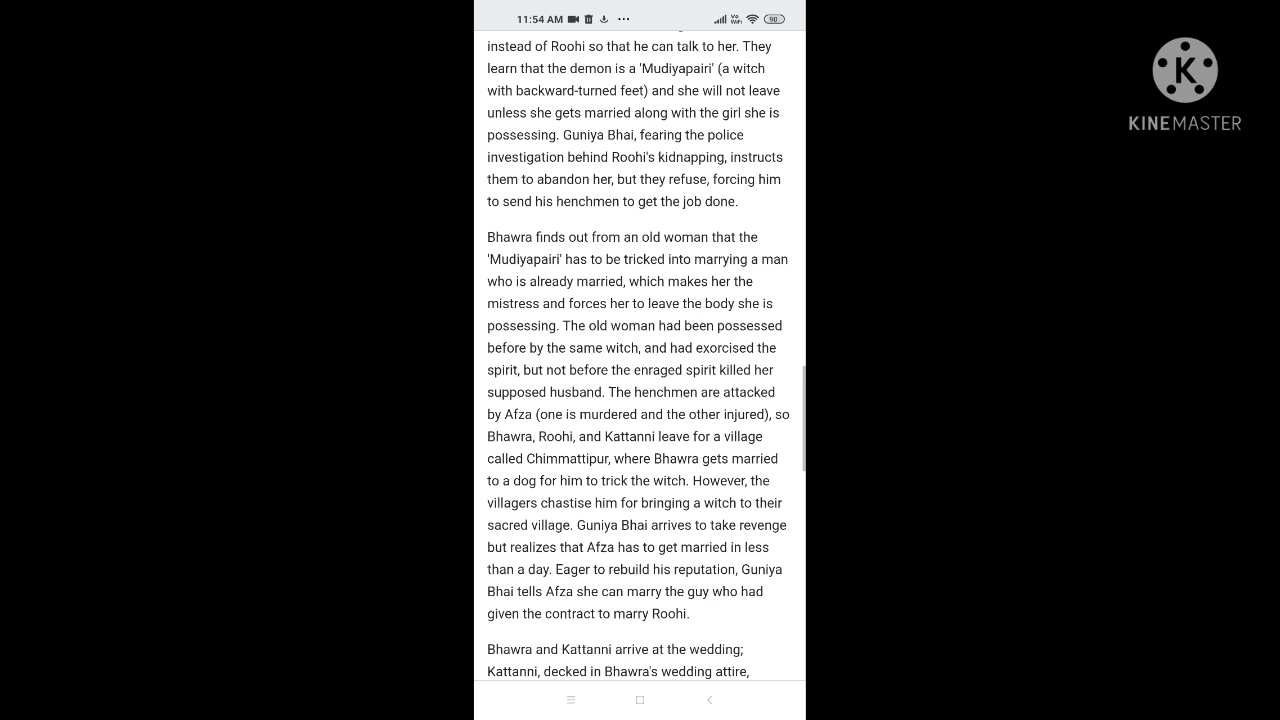 11:54 AM
Vo
WiFi
90
instead of Roohi so that he can talk to her. They
learn that the demon is a 'Mudiyapairi' (a witch
with backward-turned feet) and she will not leave
unless she gets married along with the girl she is
possessing. Guniya Bhai, fearing the police
investigation behind Roohi's kidnapping, instructs
them to abandon her, but they refuse, forcing him
to send his henchmen to get the job done.
Bhawra finds out from an old woman that the
'Mudiyapairi' has to be tricked into marrying a man
who is already married, which makes her the
mistress and forces her to leave the body she is
possessing. The old woman had been possessed
before by the same witch, and had exorcised the
spirit, but not before the enraged spirit killed her
supposed husband. The henchmen are attacked
by Afza (one is murdered and the other injured), so
Bhawra, Roohi, and Kattanni leave for a village
called Chimmattipur, where Bhawra gets married
to a dog for him to trick the witch. However, the
villagers chastise him for bringing a witch to their
sacred village. Guniya Bhai arrives to take revenge
but realizes that Afza has to get married in less
than a day. Eager to rebuild his reputation, Guniya
Bhai tells Afza she can marry the guy who had
given the contract to marry Roohi.
Bhawra and Kattanni arrive at the wedding;
Kattanni, decked in Bhawra's wedding attire,
K
KINEMASTER